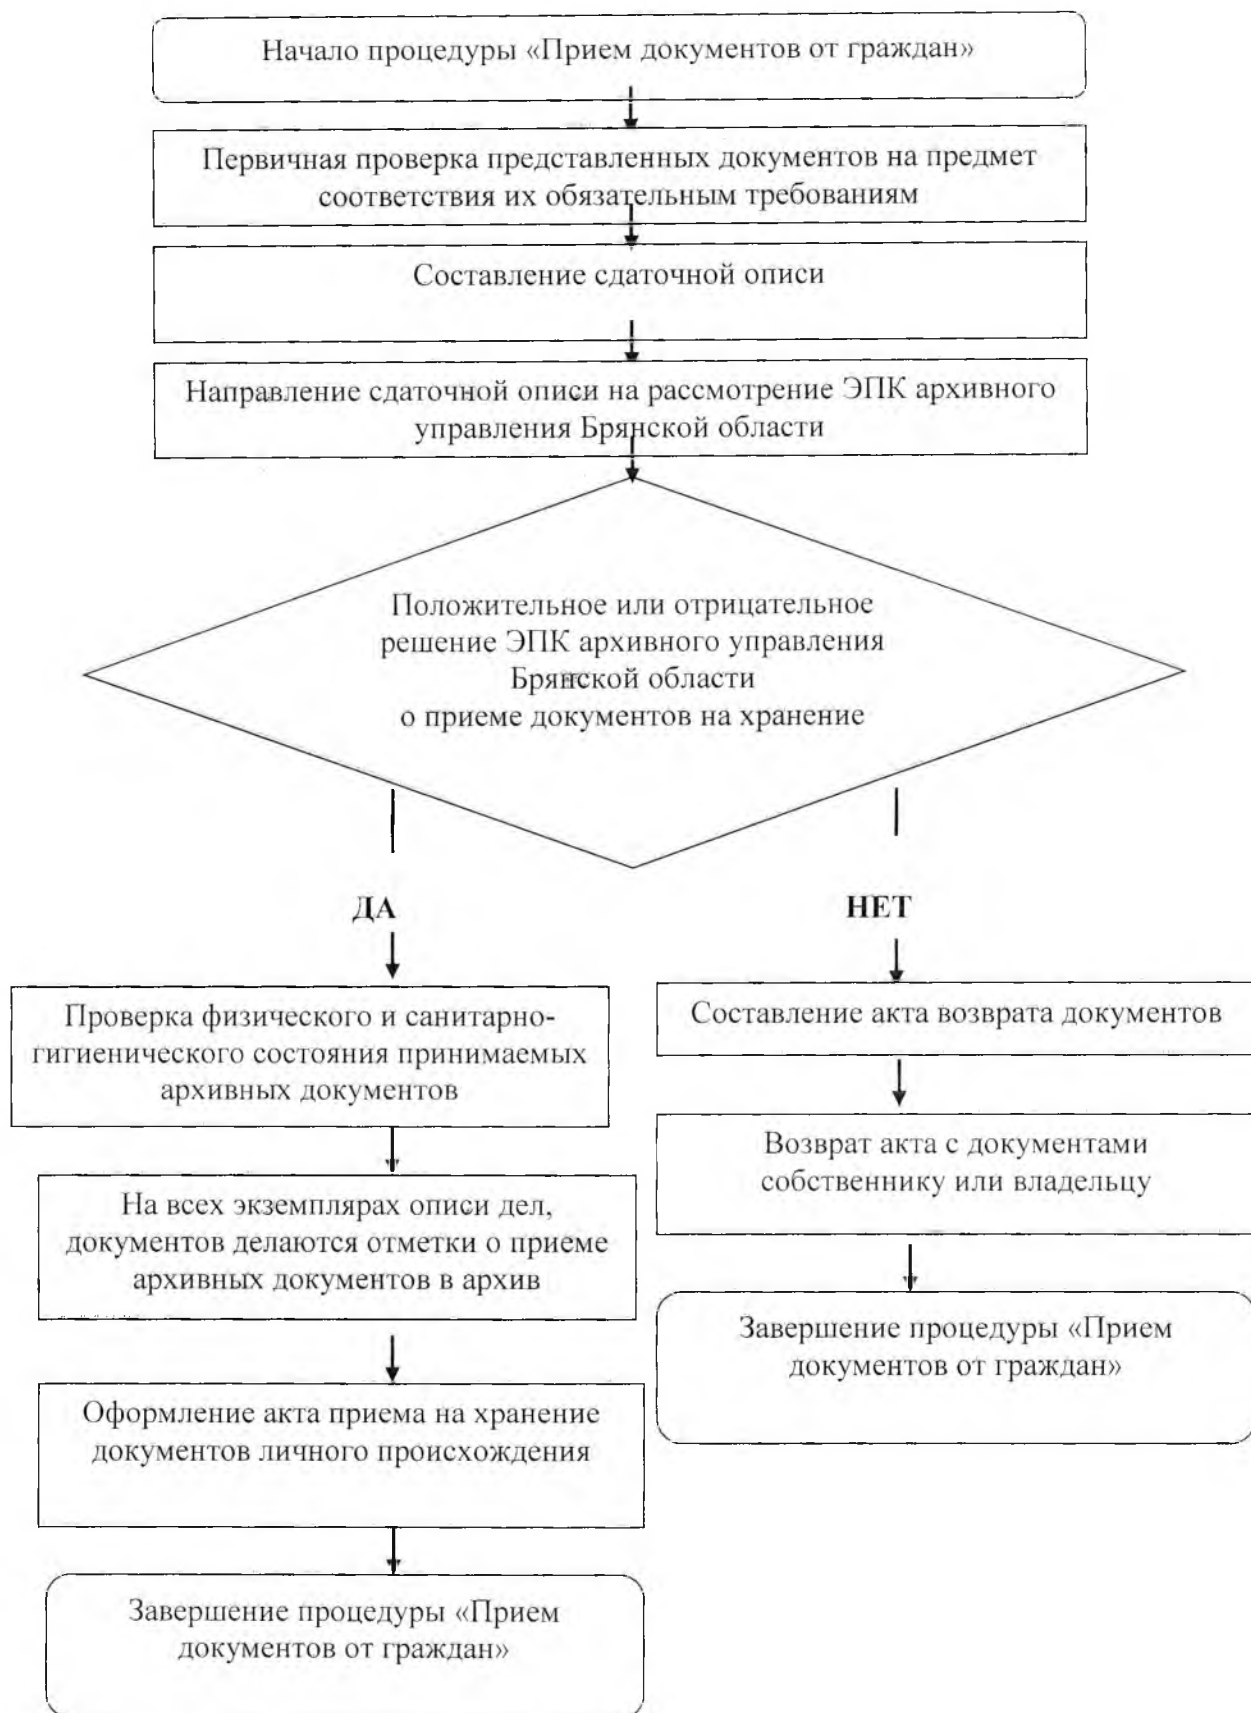 Начало процедуры «Прием документов от граждан»
Первичная проверка представленных документов на предмет
соответствия их обязательным требованиям
Составление сдаточной описи
Направление сдаточной описи на рассмотрение ЭПК архивного
управления Брянской области
Положительное или отрицательное
решение ЭПК архивного управления
Брянской области
о приеме документов на хранение
ДА
НЕТ
Проверка физического и санитарно-
гигиенического состояния принимаемых
архивных документов
На всех экземплярах описи дел,
документов делаются отметки о приеме
архивных документов в архив
Оформление акта приема на хранение
документов личного происхождения
Завершение процедуры «Прием
документов от граждан»
Составление акта возврата документов
Возврат акта с документами
собственнику или владельцу
Завершение процедуры «Прием
документов от граждан»